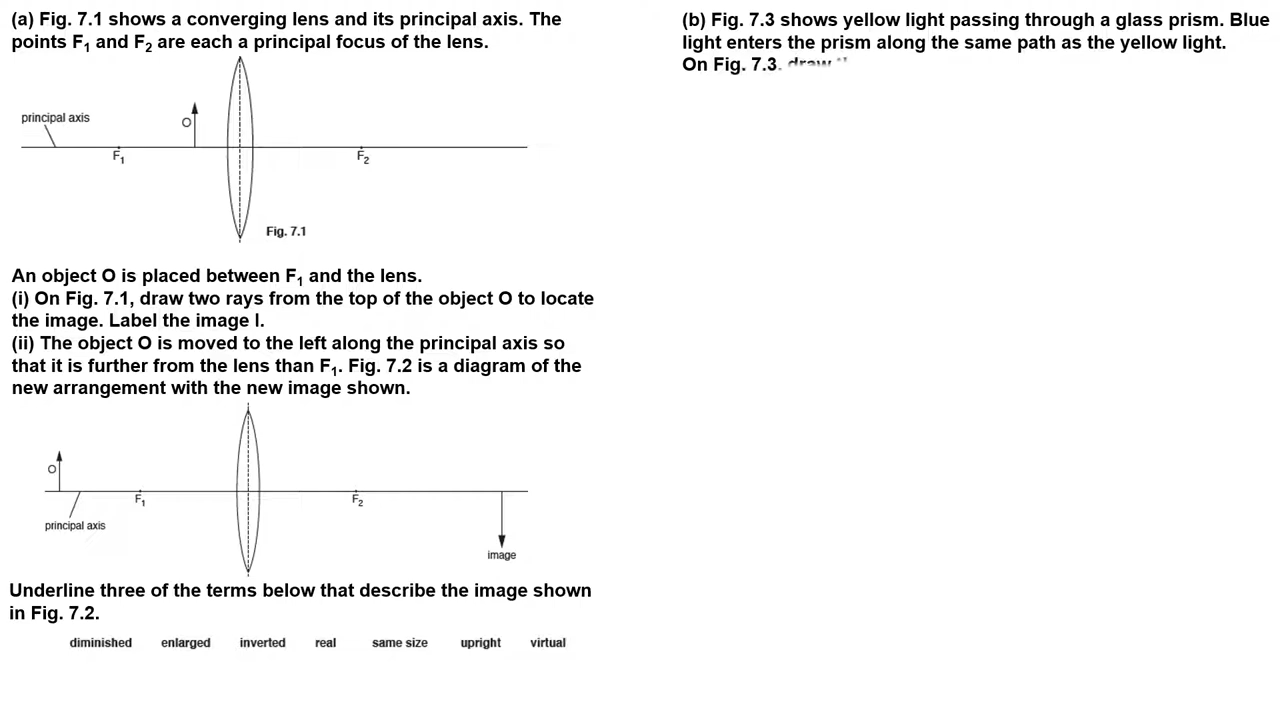 (a) Fig. 7.1 shows a converging lens and its principal axis. The
points F₁ and F₂ are each a principal focus of the lens.
principal axis
O
F₁
F₂
Fig. 7.1
An object O is placed between F₁ and the lens.
(i) On Fig. 7.1, draw two rays from the top of the object O to locate
the image. Label the image I.
(ii) The object O is moved to the left along the principal axis so
that it is further from the lens than F₁. Fig. 7.2 is a diagram of the
new arrangement with the new image shown.
O
F₁
F₂
principal axis
image
Underline three of the terms below that describe the image shown
in Fig. 7.2.
diminished enlarged inverted real same size upright virtual
(b) Fig. 7.3 shows yellow light passing through a glass prism. Blue
light enters the prism along the same path as the yellow light.
On Fig. 7.3, draw